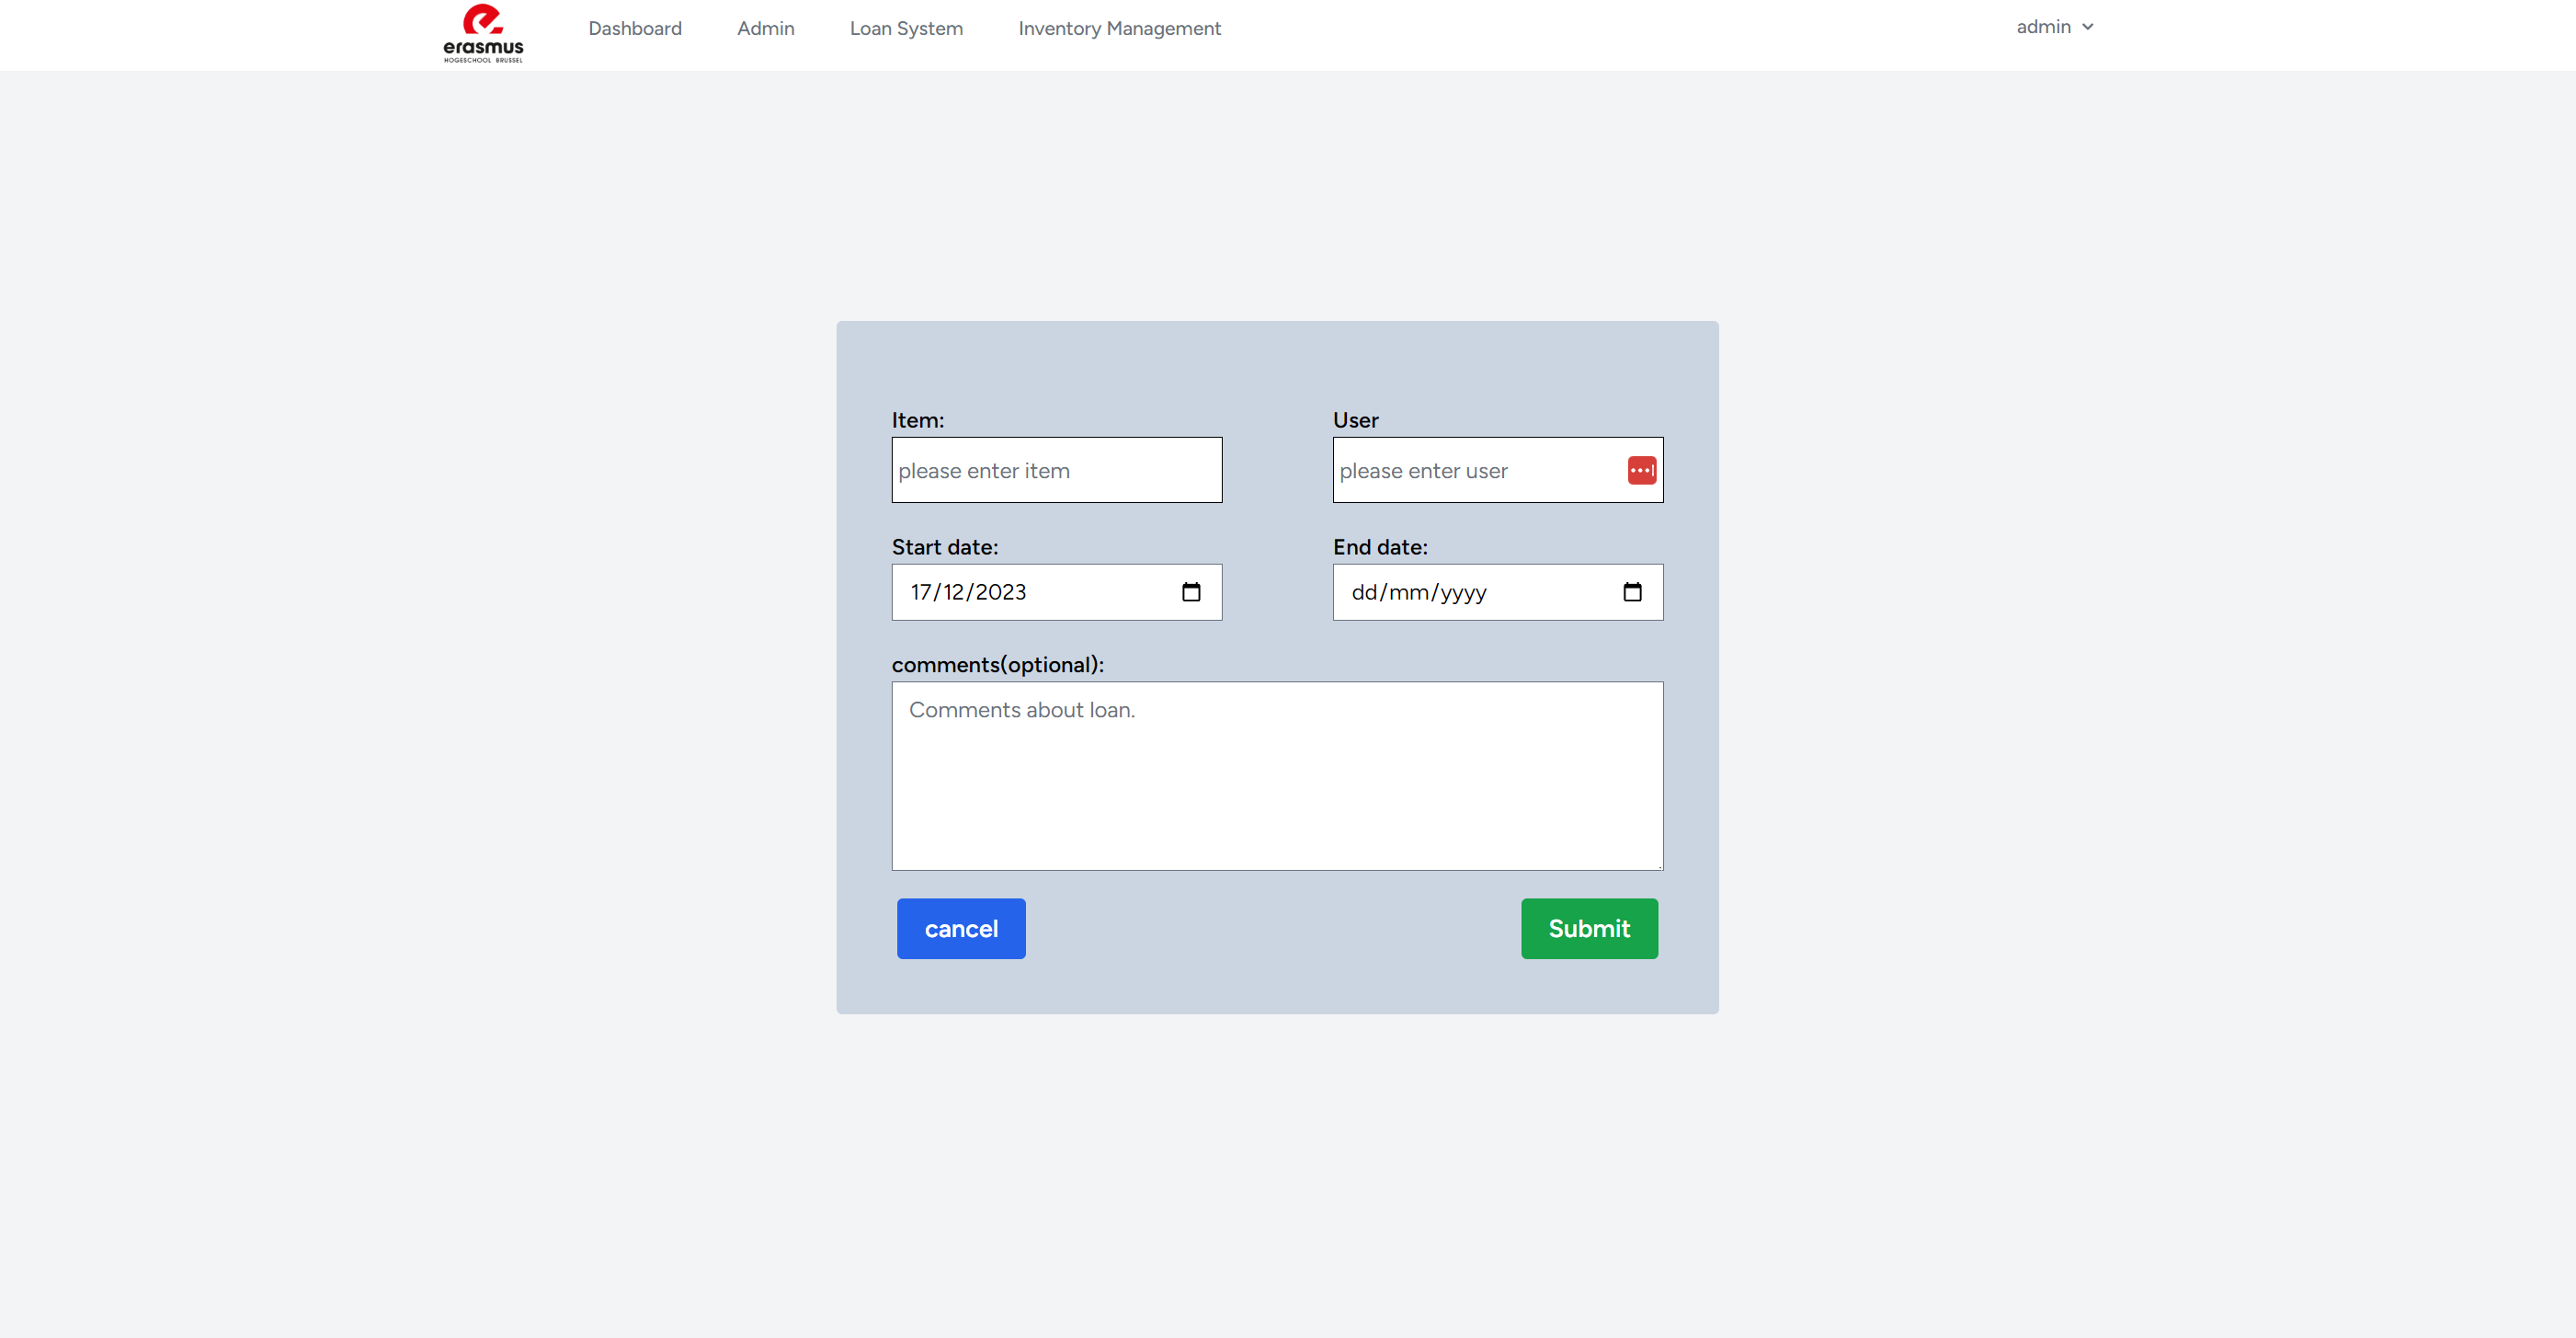 erasmus
HOGESCHOOL BRUSSEL
Dashboard Admin Loan System Inventory Management admin
Item: User
please enter item please enter user
Start date: End date:
17/12/2023 dd/mm/yyyy
comments(optional):
Comments about loan.
cancel Submit